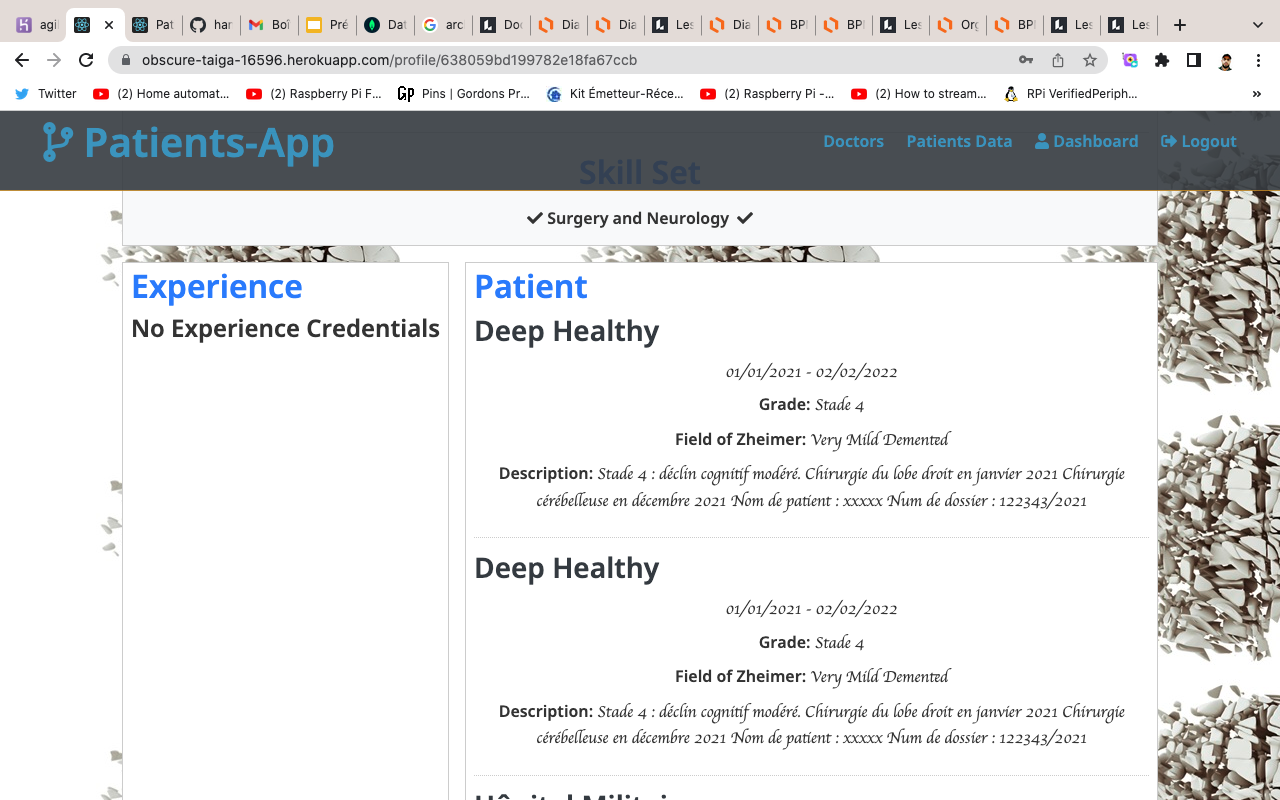 agil
Pat
har
Boî
Pré
Dat
arc
Doc
Dia
Dia
Les
Dia
BPI
BPI
Les
Org
BPI
Les
Les
obscure-taiga-16596.herokuapp.com/profile/638059bd199782e18fa67ccb
Twitter
(2) Home automat...
(2) Raspberry Pi F...
Pins | Gordons Pr...
Kit Émetteur-Réce...
(2) Raspberry Pi -...
(2) How to stream...
RPi VerifiedPeriph...
»
Patients-App
Doctors
Patients Data
Dashboard
Logout
Skill Set
Surgery and Neurology
Experience
No Experience Credentials
Patient
Deep Healthy
01/01/2021 - 02/02/2022
Grade: Stade 4
Field of Zheimer: Very Mild Demented
Description: Stade 4 : déclin cognitif modéré. Chirurgie du lobe droit en janvier 2021 Chirurgie
cérébelleuse en décembre 2021 Nom de patient : xxxxx Num de dossier : 122343/2021
Deep Healthy
01/01/2021 - 02/02/2022
Grade: Stade 4
Field of Zheimer: Very Mild Demented
Description: Stade 4 : déclin cognitif modéré. Chirurgie du lobe droit en janvier 2021 Chirurgie
cérébelleuse en décembre 2021 Nom de patient : xxxxx Num de dossier : 122343/2021